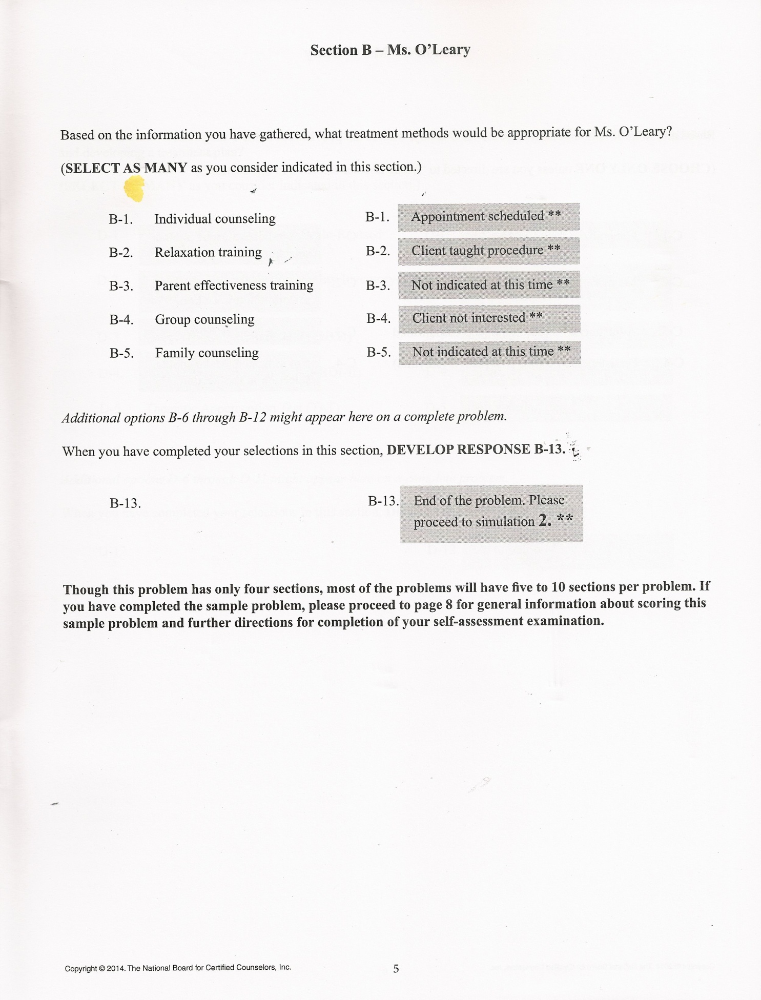 Section B – Ms. O'Leary
Based on the information you have gathered, what treatment methods would be appropriate for Ms. O'Leary?
(SELECT AS MANY as you consider indicated in this section.)
B-1. Individual counseling B-1. Appointment scheduled **
B-2. Relaxation training B-2. Client taught procedure **
B-3. Parent effectiveness training B-3. Not indicated at this time **
B-4. Group counseling B-4. Client not interested **
B-5. Family counseling B-5. Not indicated at this time **
Additional options B-6 through B-12 might appear here on a complete problem.
When you have completed your selections in this section, DEVELOP RESPONSE B-13.
B-13. B-13. End of the problem. Please
proceed to simulation 2. **
Though this problem has only four sections, most of the problems will have five to 10 sections per problem. If
you have completed the sample problem, please proceed to page 8 for general information about scoring this
sample problem and further directions for completion of your self-assessment examination.
Copyright © 2014. The National Board for Certified Counselors, Inc. 5